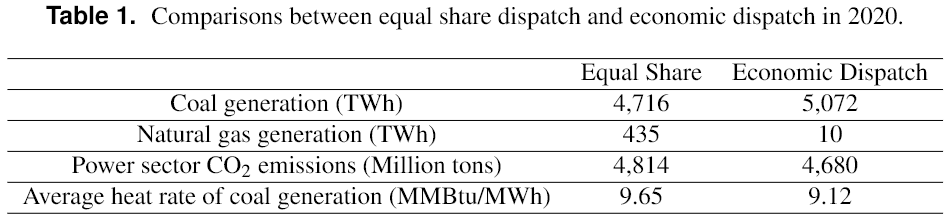 Table 1. Comparisons between equal share dispatch and economic dispatch in 2020.
Equal Share Economic Dispatch
Coal generation (TWh) 4,716 5,072
Natural gas generation (TWh) 435 10
Power sector CO₂ emissions (Million tons) 4,814 4,680
Average heat rate of coal generation (MMBtu/MWh) 9.65 9.12